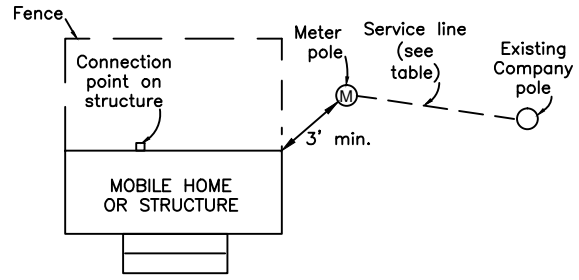 Fence
Connection
point on
structure
Meter
pole
Service line
(see
table)
Existing
Company
pole
M
3' min.
MOBILE HOME
OR STRUCTURE